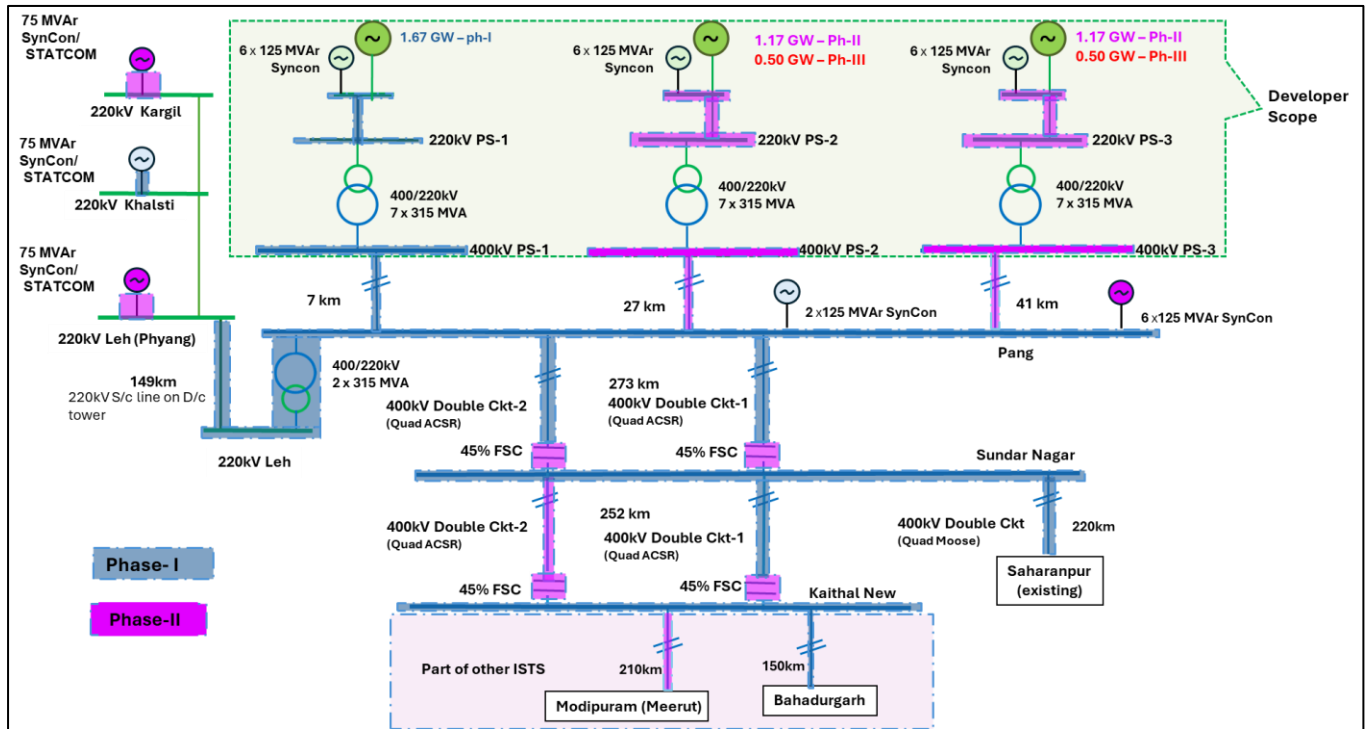 75 MVAr
SynCon/
STATCOM
220kV Kargil
75 MVAr
SynCon/
STATCOM
220kV Khalsti
75 MVAr
SynCon/
STATCOM
220kV Leh (Phyang)
149km
220kV S/c line on D/c
tower
220kV Leh
400/220kV
2 x 315 MVA
6 x 125 MVAr
Syncon
1.67 GW – ph-I
220kV PS-1
400/220kV
7 x 315 MVA
400kV PS-1
7 km
6 x 125 MVAr
Syncon
1.17 GW – Ph-II
0.50 GW – Ph-III
220kV PS-2
400/220kV
7 x 315 MVA
400kV PS-2
27 km
6 x 125 MVAr
Syncon
1.17 GW – Ph-II
0.50 GW – Ph-III
220kV PS-3
400/220kV
7 x 315 MVA
400kV PS-3
41 km
Developer
Scope
2 x125 MVAr SynCon
6 x125 MVAr SynCon
Pang
400kV Double Ckt-2
(Quad ACSR)
273 km
400kV Double Ckt-1
(Quad ACSR)
45% FSC
45% FSC
Sundar Nagar
400kV Double Ckt-2
(Quad ACSR)
252 km
400kV Double Ckt-1
(Quad ACSR)
400kV Double Ckt
(Quad Moose)
220km
Saharanpur
(existing)
45% FSC
45% FSC
Kaithal New
Phase- I
Phase-II
Part of other ISTS
210km
150km
Modipuram (Meerut)
Bahadurgarh